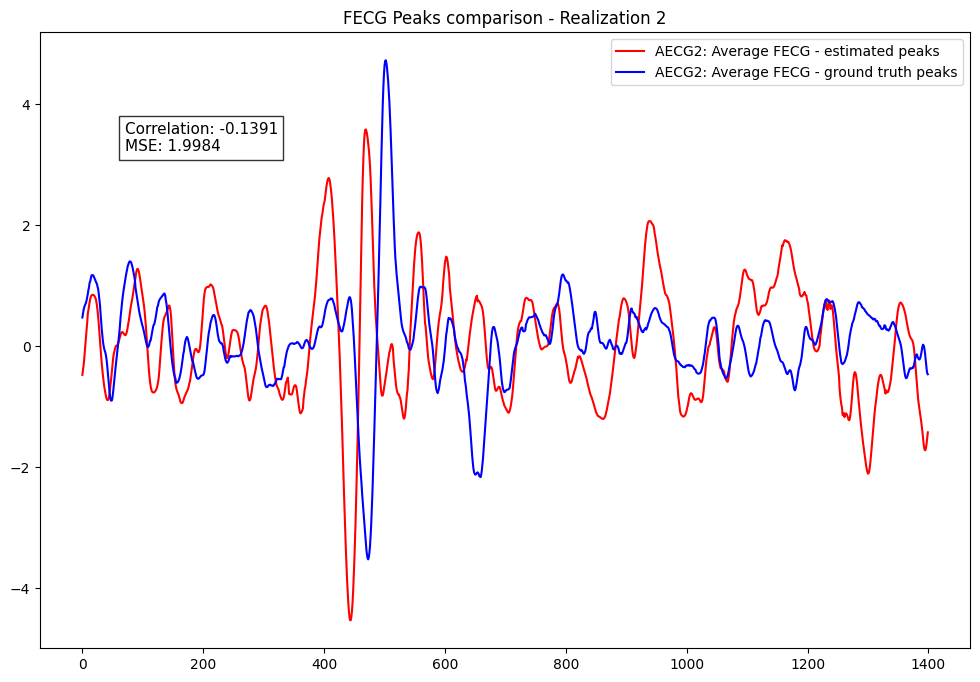 FECG Peaks comparison - Realization 2
AECG2: Average FECG - estimated peaks
AECG2: Average FECG - ground truth peaks
Correlation: -0.1391
MSE: 1.9984
4
2
0
−2
−4
0 200 400 600 800 1000 1200 1400